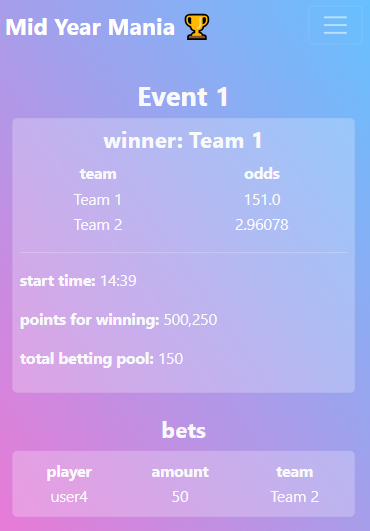 Mid Year Mania 🏆
Event 1
winner: Team 1
team odds
Team 1 151.0
Team 2 2.96078
start time: 14:39
points for winning: 500,250
total betting pool: 150
bets
player amount team
user4 50 Team 2